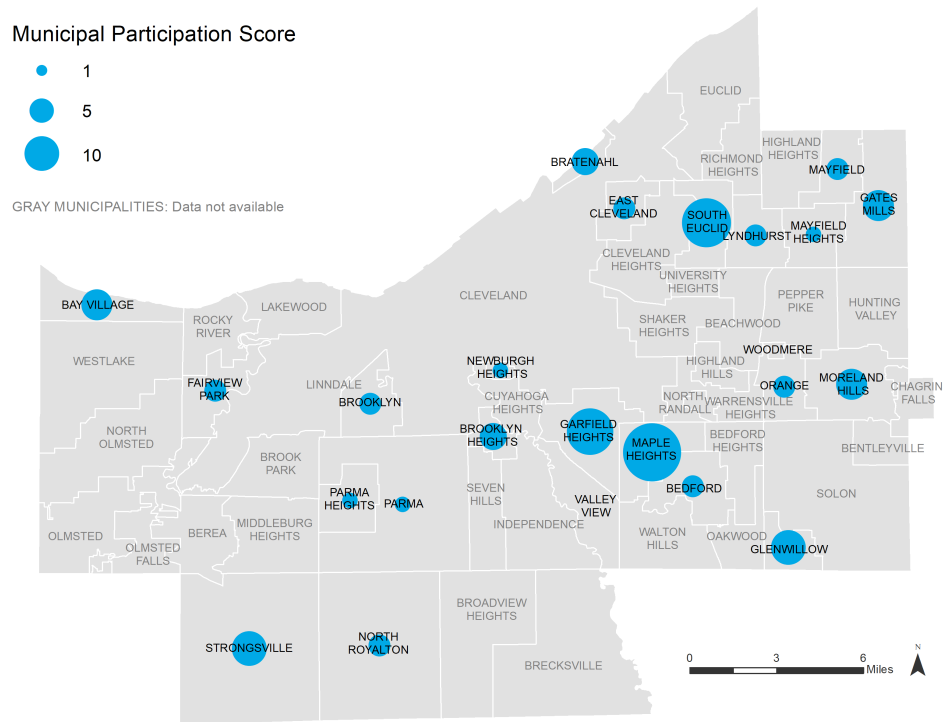 Municipal Participation Score
1
5
10
GRAY MUNICIPALITIES: Data not available
EUCLID
HIGHLAND
HEIGHTS
RICHMOND
HEIGHTS
BRATENAHL
MAYFIELD
GATES
MILLS
EAST
CLEVELAND
SOUTH
EUCLID
LYNDHURST
MAYFIELD
HEIGHTS
CLEVELAND
HEIGHTS
UNIVERSITY
HEIGHTS
BAY VILLAGE
LAKEWOOD
CLEVELAND
ROCKY
RIVER
PEPPER
PIKE
HUNTING
VALLEY
SHAKER
HEIGHTS
BEACHWOOD
WOODMERE
WESTLAKE
NEWBURGH
HEIGHTS
HIGHLAND
HILLS
FAIRVIEW
PARK
LINNDALE
BROOKLYN
CUYAHOGA
HEIGHTS
NORTH
RANDALL
WARRENSVILLE
HEIGHTS
ORANGE
MORELAND
HILLS
CHAGRIN
FALLS
NORTH
OLMSTED
BROOKLYN
HEIGHTS
GARFIELD
HEIGHTS
MAPLE
HEIGHTS
BEDFORD
HEIGHTS
BENTLEYVILLE
BROOK
PARK
PARMA
HEIGHTS
PARMA
SEVEN
HILLS
VALLEY
VIEW
BEDFORD
SOLON
OLMSTED
OLMSTED
FALLS
BEREA
MIDDLEBURG
HEIGHTS
INDEPENDENCE
WALTON
HILLS
OAKWOOD
GLENWILLOW
STRONGSVILLE
NORTH
ROYALTON
BROADVIEW
HEIGHTS
BRECKSVILLE
0 3 6
Miles
N